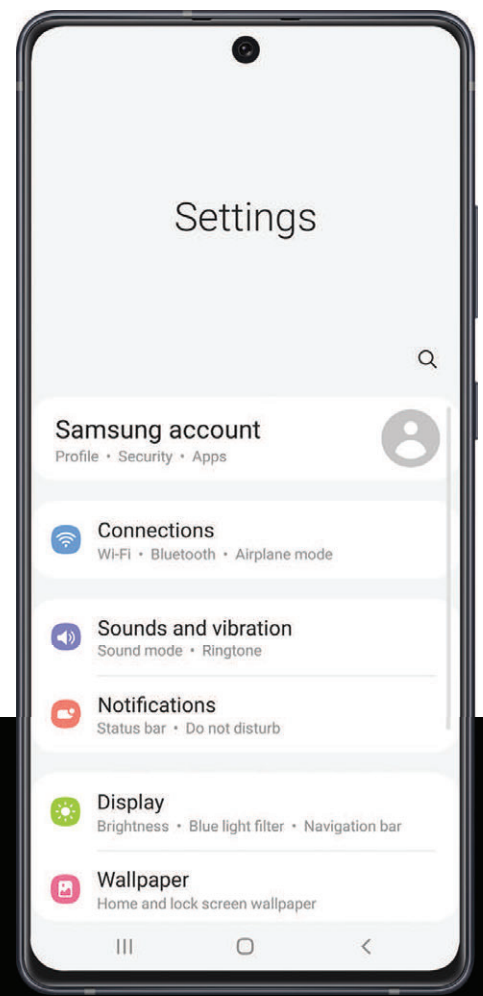 Settings
Samsung account
Profile • Security • Apps
Connections
Wi-Fi • Bluetooth • Airplane mode
Sounds and vibration
Sound mode • Ringtone
Notifications
Status bar • Do not disturb
Display
Brightness • Blue light filter • Navigation bar
Wallpaper
Home and lock screen wallpaper